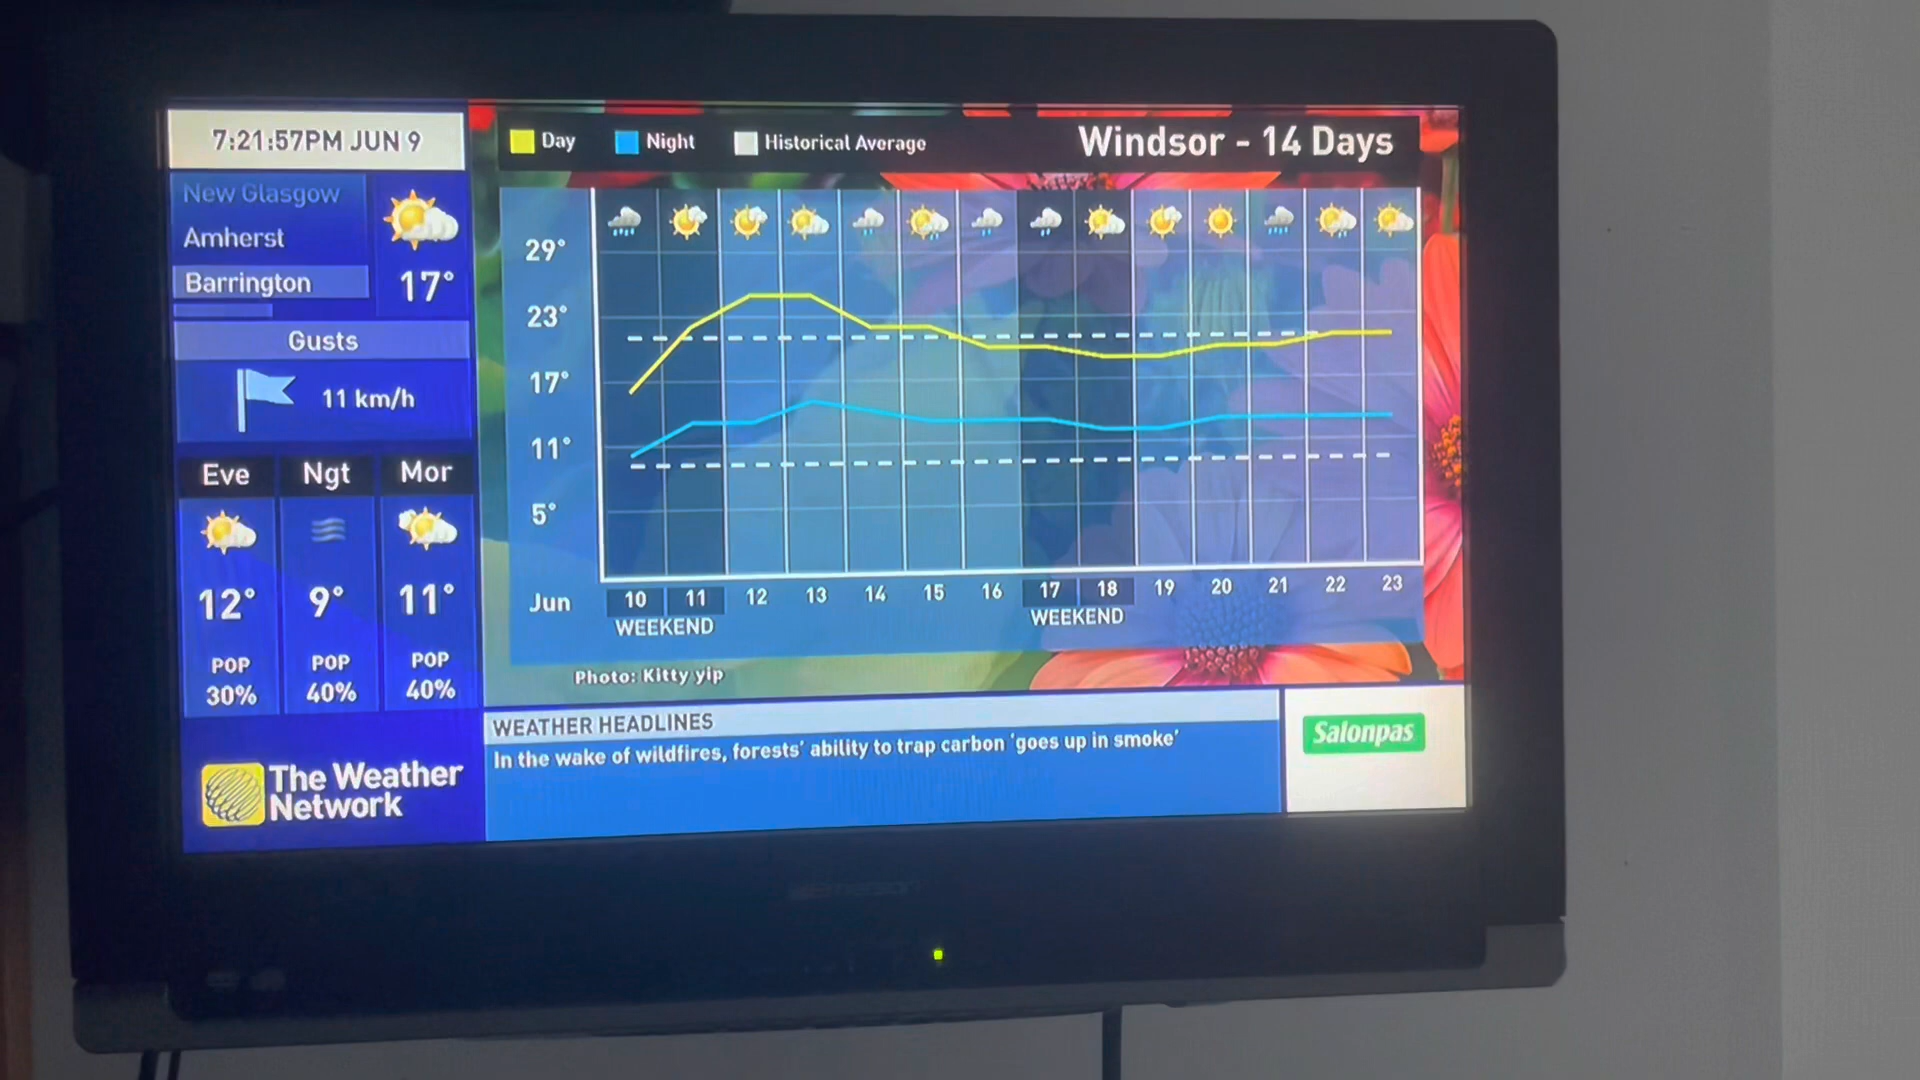 7:21:57PM JUN 9
New Glasgow
Amherst
Barrington
17°
Gusts
11 km/h
Eve Ngt Mor
12° 9° 11°
POP POP POP
30% 40% 40%
The Weather
Network
Day Night Historical Average
Windsor - 14 Days
29°
23°
17°
11°
5°
Jun 10 11 12 13 14 15 16 17 18 19 20 21 22 23
WEEKEND WEEKEND
Photo: Kitty yip
WEATHER HEADLINES
In the wake of wildfires, forests' ability to trap carbon 'goes up in smoke'
Salonpas